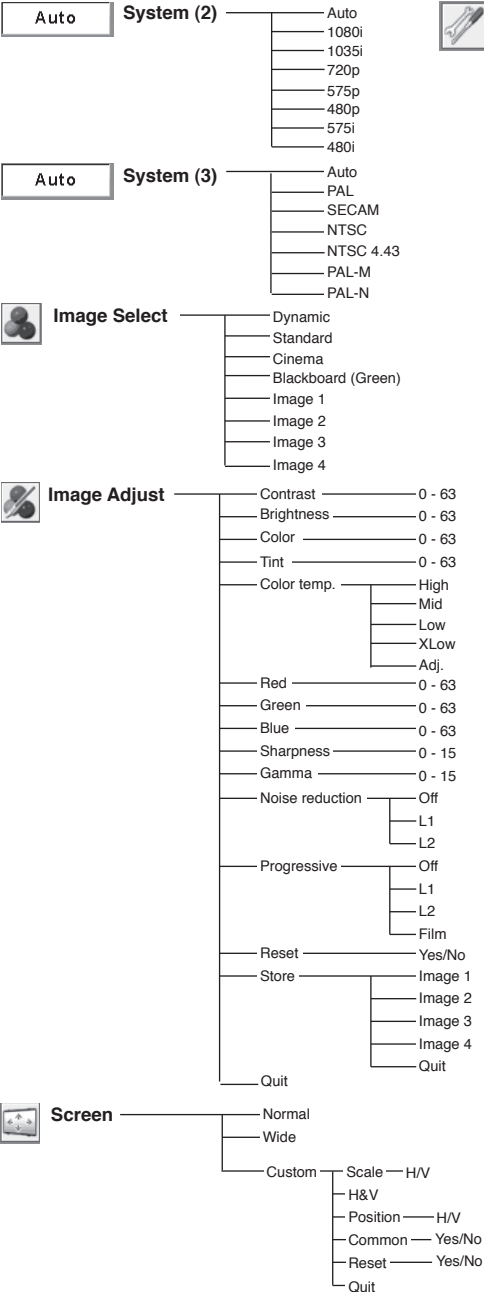 Auto System (2) Auto
1080i
1035i
720p
575p
480p
575i
480i
Auto System (3) Auto
PAL
SECAM
NTSC
NTSC 4.43
PAL-M
PAL-N
Image Select Dynamic
Standard
Cinema
Blackboard (Green)
Image 1
Image 2
Image 3
Image 4
Image Adjust Contrast 0 - 63
Brightness 0 - 63
Color 0 - 63
Tint 0 - 63
Color temp. High
Mid
Low
XLow
Adj.
Red 0 - 63
Green 0 - 63
Blue 0 - 63
Sharpness 0 - 15
Gamma 0 - 15
Noise reduction Off
L1
L2
Progressive Off
L1
L2
Film
Reset Yes/No
Store Image 1
Image 2
Image 3
Image 4
Quit
Quit
Screen Normal
Wide
Custom Scale H/V
H&V
Position H/V
Common Yes/No
Reset Yes/No
Quit